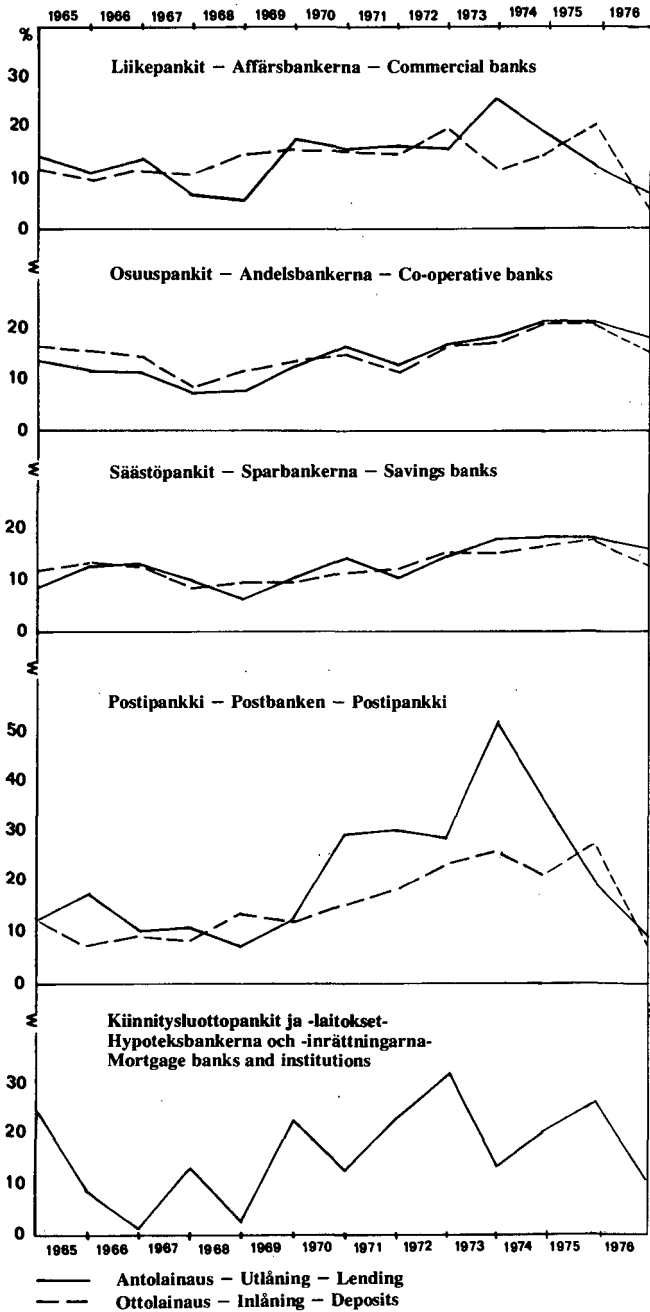 1965 1966 1967 1968 1969 1970 1971 1972 1973 1974 1975 1976
%
Liikepankit – Affärsbankerna – Commercial banks
30
20
10
0
Osuuspankit – Andelsbankerna – Co-operative banks
20
10
0
Säästöpankit – Sparbankerna – Savings banks
20
10
0
Postipankki – Postbanken – Postipankki
50
40
30
20
10
0
Kiinnitysluottopankit ja -laitokset-
Hypoteksbankerna och -inrättningarna-
Mortgage banks and institutions
30
20
10
0
1965 1966 1967 1968 1969 1970 1971 1972 1973 1974 1975 1976
Antolainaus – Utlåning – Lending
Ottolainaus – Inlåning – Deposits